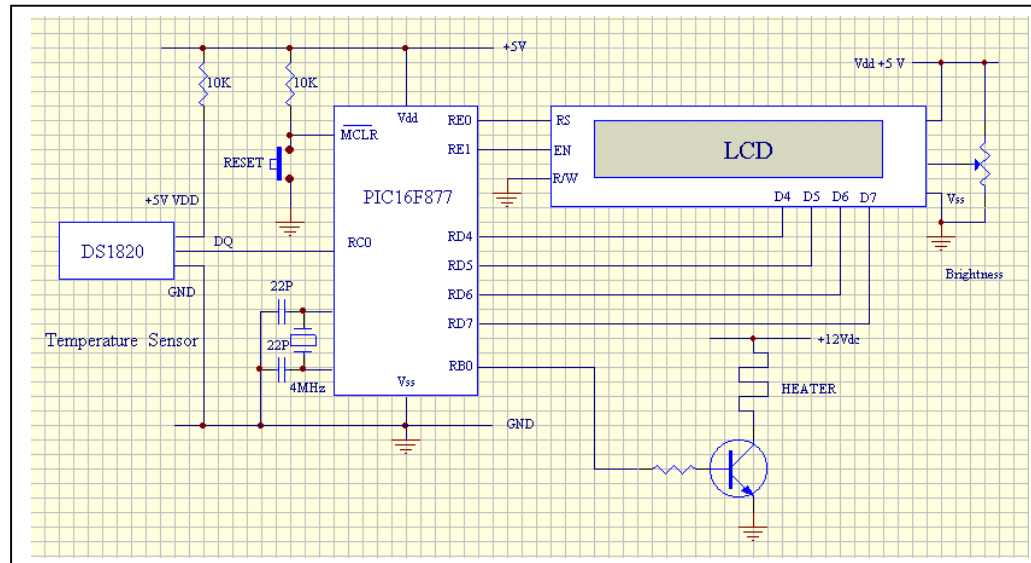 +5V
Vdd +5 V
10K
10K
Vdd
RE0
RS
MCLR
RE1
EN
LCD
RESET
R/W
PIC16F877
+5V VDD
D4 D5 D6 D7
Vss
DS1820
DQ
RC0
RD4
RD5
Brightness
GND
22P
RD6
Temperature Sensor
22P
RD7
+12Vdc
4MHz
Vss
RB0
HEATER
GND